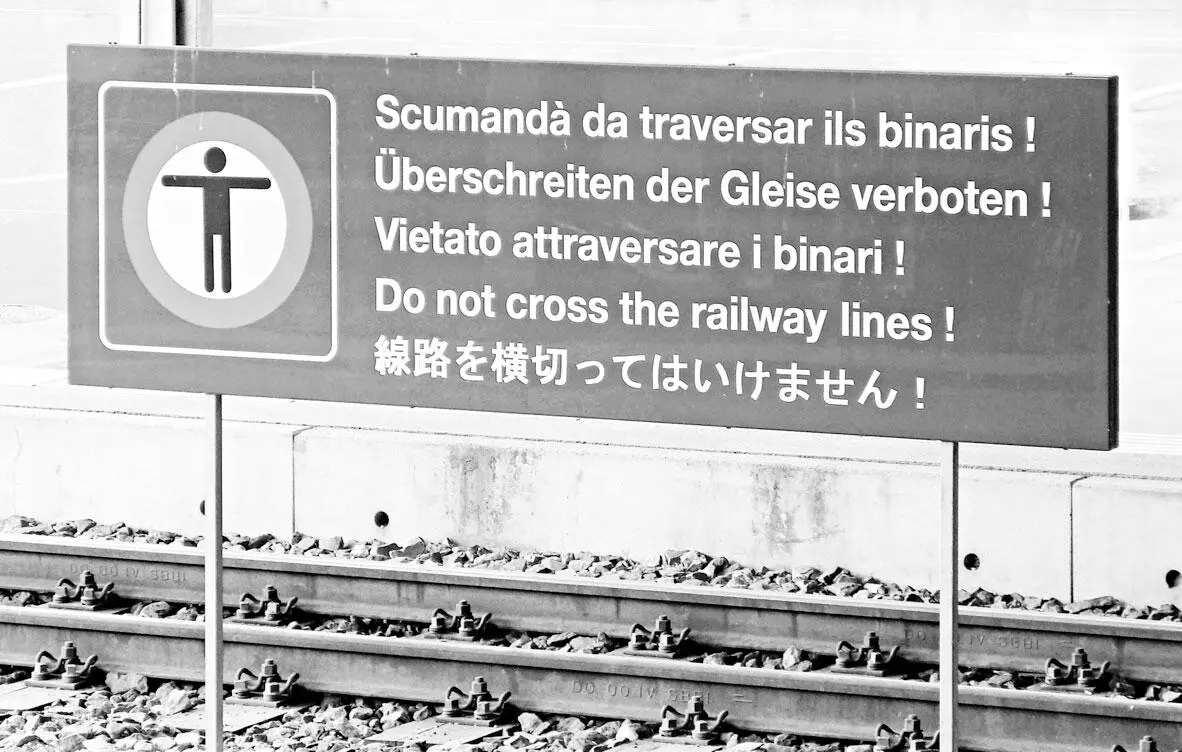 Scumandà da traversar ils binaris !
Überschreiten der Gleise verboten !
Vietato attraversare i binari !
Do not cross the railway lines !
線路を横切ってはいけません !